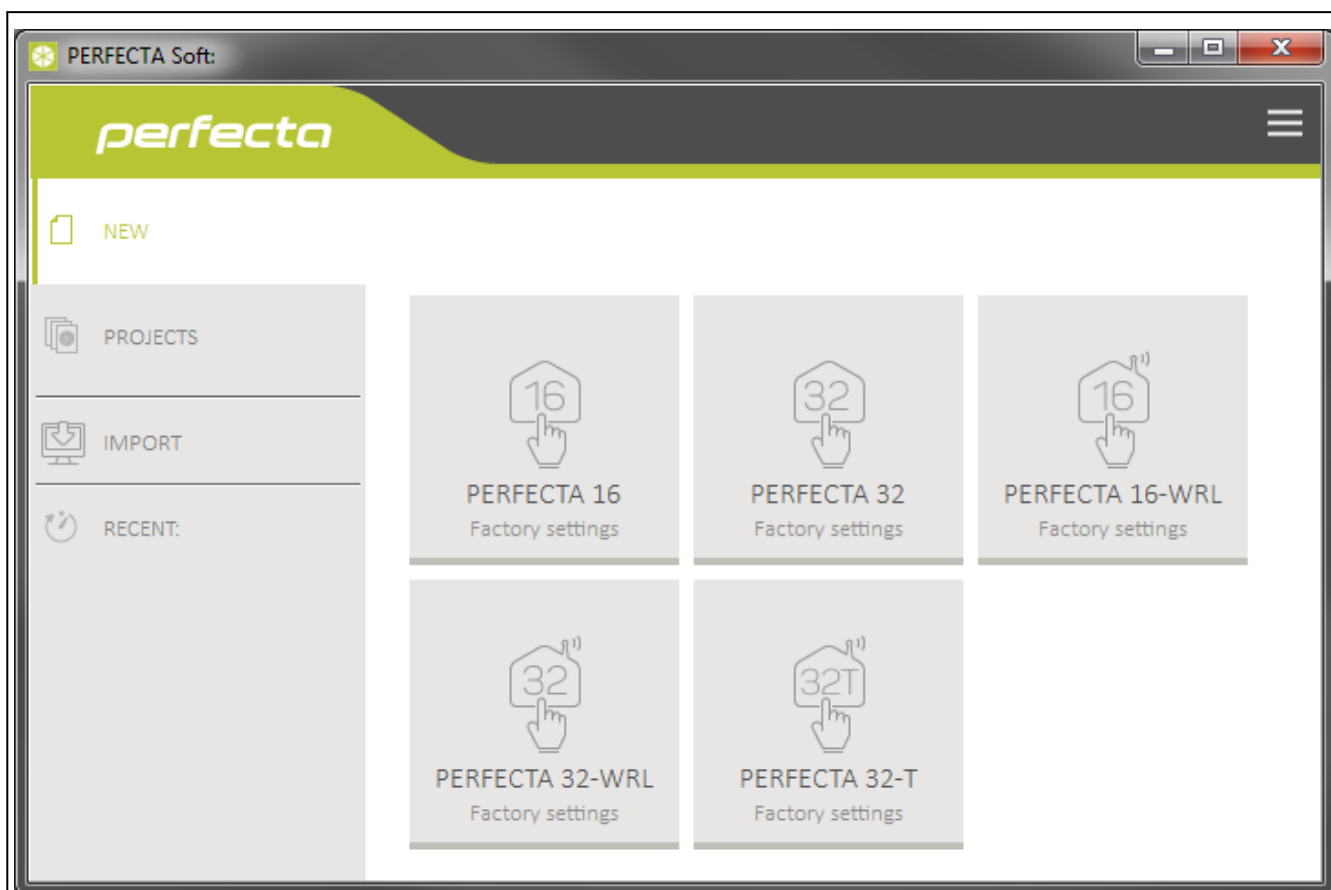 PERFECTA Soft:
perfecta
NEW
PROJECTS
IMPORT
RECENT:
16
PERFECTA 16
Factory settings
32
PERFECTA 32
Factory settings
16
PERFECTA 16-WRL
Factory settings
32
PERFECTA 32-WRL
Factory settings
32T
PERFECTA 32-T
Factory settings